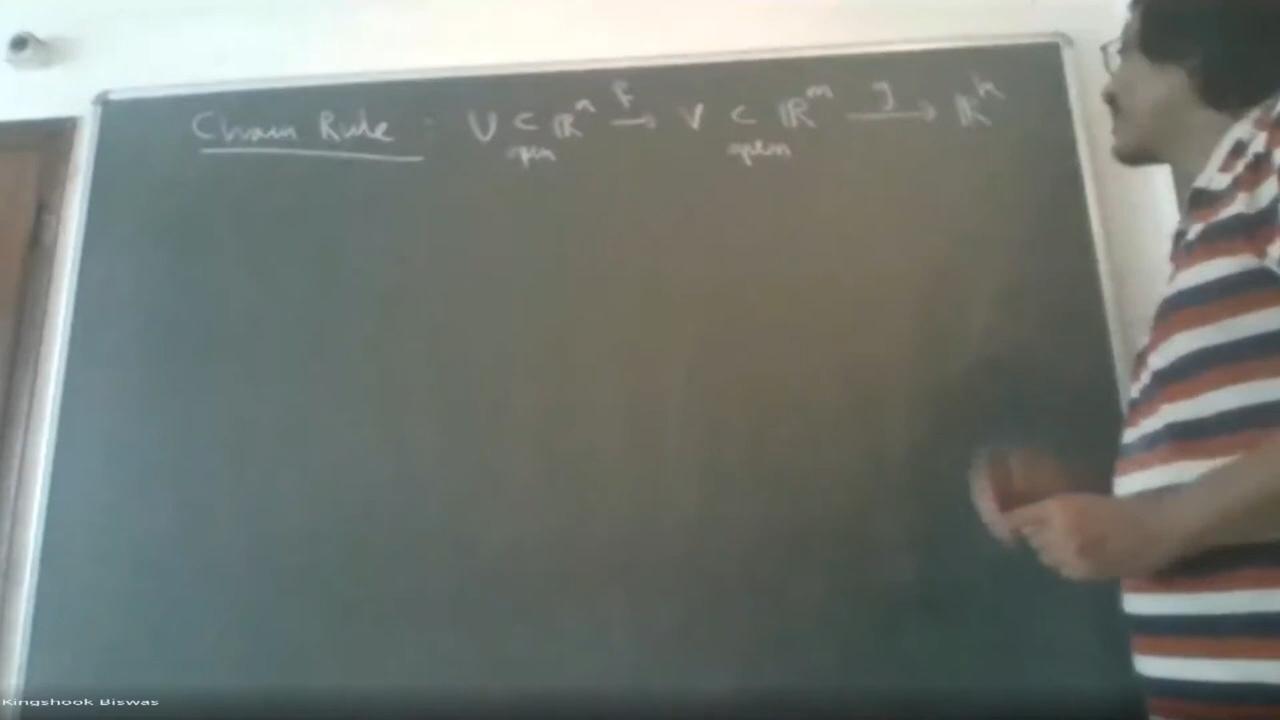 Chain Rule : U ⊂ ℝⁿ —f→ V ⊂ ℝᵐ —g→ ℝᵏ
open open
Kingshook Biswas